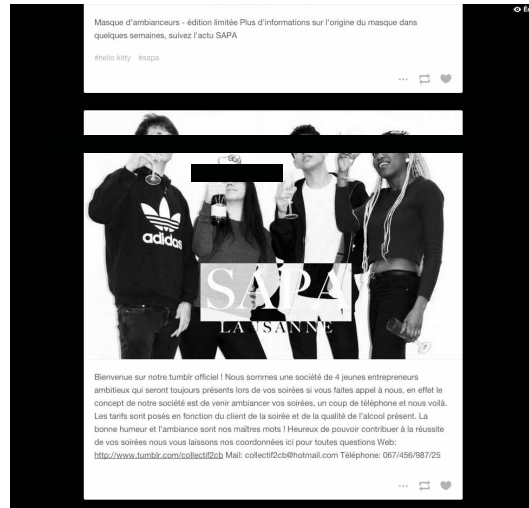 Éd
Masque d'ambianceurs - édition limitée Plus d'informations sur l'origine du masque dans
quelques semaines, suivez l'actu SAPA
#hello kitty #sapa
adidas
SAPA
LAUSANNE
Bienvenue sur notre tumblr officiel ! Nous sommes une société de 4 jeunes entrepreneurs
ambitieux qui seront toujours présents lors de vos soirées si vous faites appel à nous, en effet le
concept de notre société est de venir ambiancer vos soirées, un coup de téléphone et nous voilà.
Les tarifs sont posés en fonction du client de la soirée et de la qualité de l'alcool présent. La
bonne humeur et l'ambiance sont nos maîtres mots ! Heureux de pouvoir contribuer à la réussite
de vos soirées nous vous laissons nos coordonnées ici pour toutes questions Web:
http://www.tumblr.com/collectif2cb Mail: collectif2cb@hotmail.com Téléphone: 067/456/987/25